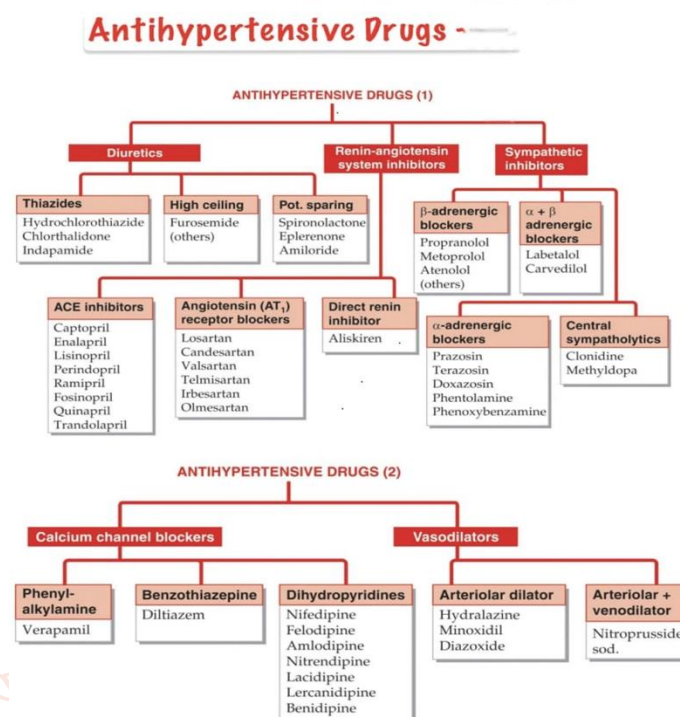 Antihypertensive Drugs -
ANTIHYPERTENSIVE DRUGS (1)
Diuretics
Renin-angiotensin
system inhibitors
Sympathetic
inhibitors
Thiazides
Hydrochlorothiazide
Chlorthalidone
Indapamide
High ceiling
Furosemide
(others)
Pot. sparing
Spironolactone
Eplerenone
Amiloride
β-adrenergic
blockers
Propranolol
Metoprolol
Atenolol
(others)
α + β
adrenergic
blockers
Labetalol
Carvedilol
ACE inhibitors
Captopril
Enalapril
Lisinopril
Perindopril
Ramipril
Fosinopril
Quinapril
Trandolapril
Angiotensin (AT₁)
receptor blockers
Losartan
Candesartan
Valsartan
Telmisartan
Irbesartan
Olmesartan
Direct renin
inhibitor
Aliskiren
α-adrenergic
blockers
Prazosin
Terazosin
Doxazosin
Phentolamine
Phenoxybenzamine
Central
sympatholytics
Clonidine
Methyldopa
ANTIHYPERTENSIVE DRUGS (2)
Calcium channel blockers
Vasodilators
Phenyl-
alkylamine
Verapamil
Benzothiazepine
Diltiazem
Dihydropyridines
Nifedipine
Felodipine
Amlodipine
Nitrendipine
Lacidipine
Lercanidipine
Benidipine
Arteriolar dilator
Hydralazine
Minoxidil
Diazoxide
Arteriolar +
venodilator
Nitroprusside
sod.